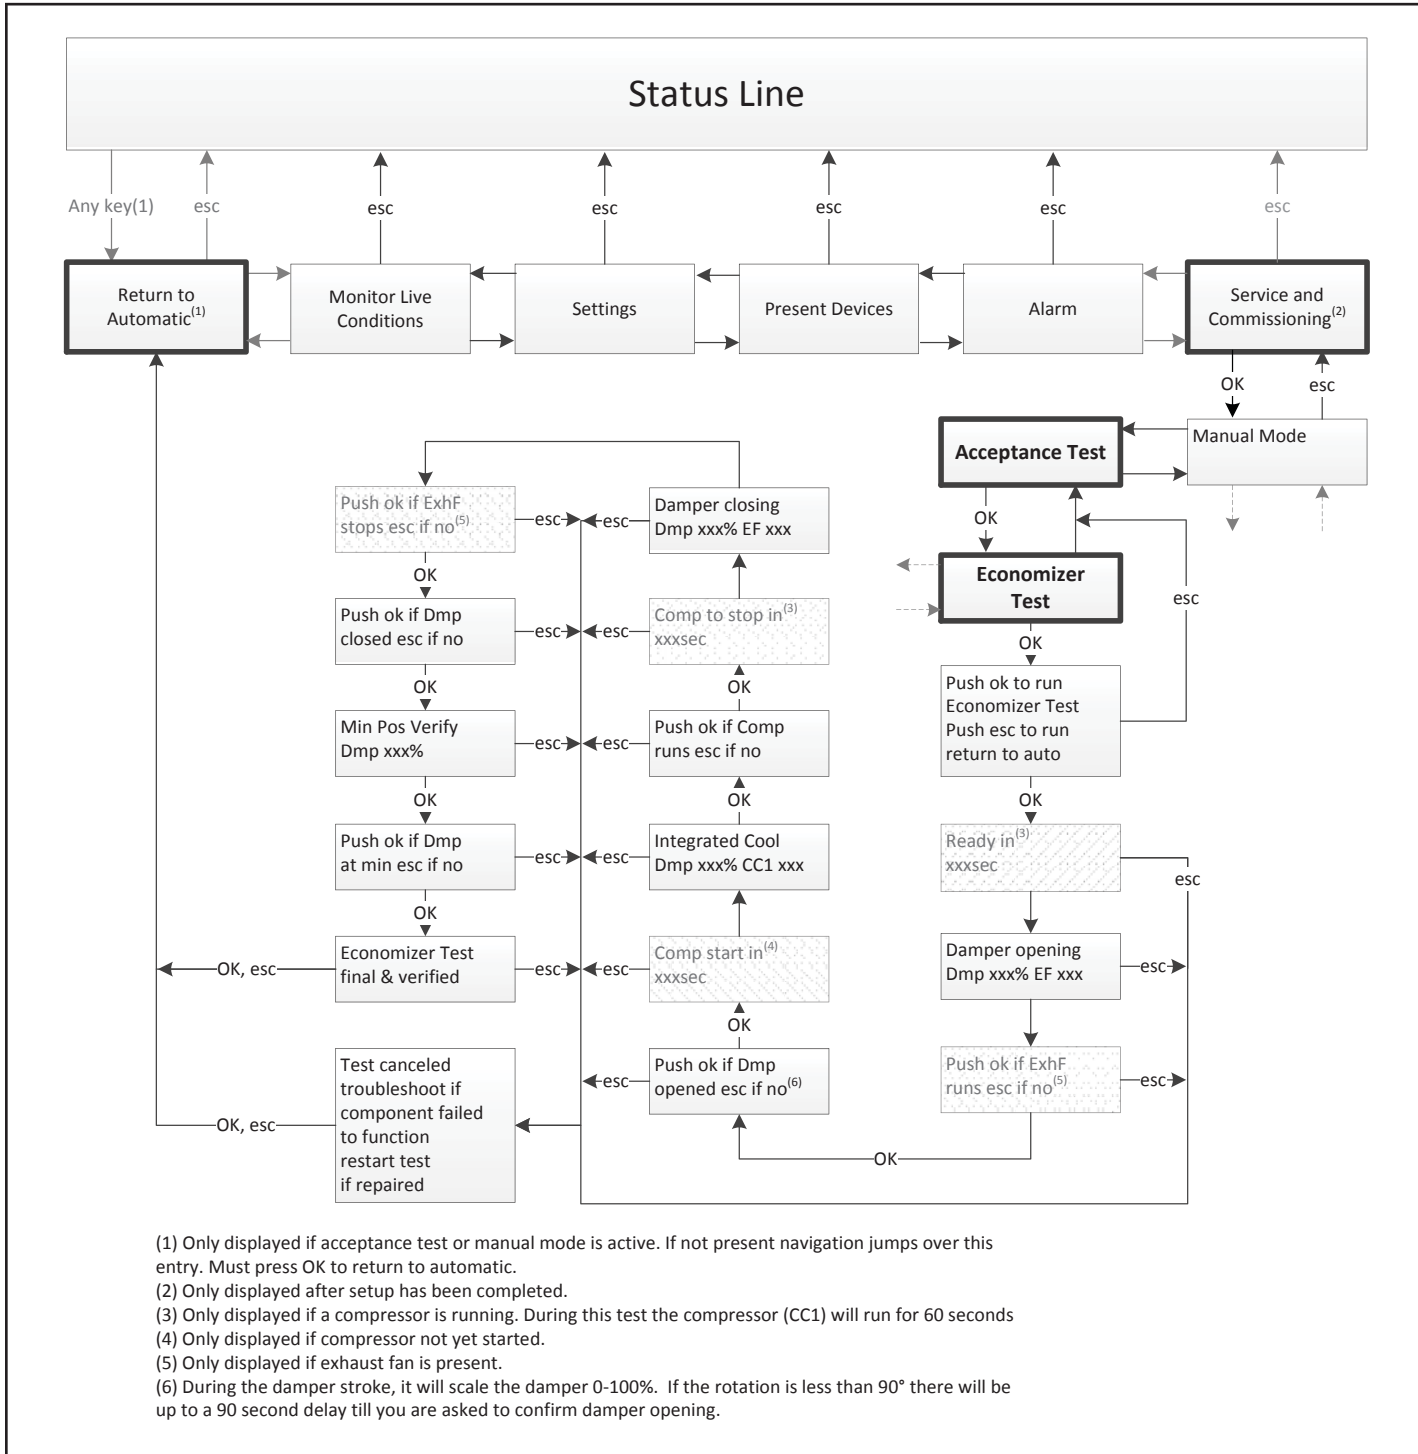 Status Line
Any key(1)
esc
esc
esc
esc
esc
esc
Return to
Automatic(1)
Monitor Live
Conditions
Settings
Present Devices
Alarm
Service and
Commissioning(2)
OK
esc
Manual Mode
Acceptance Test
OK
Economizer
Test
esc
OK
Push ok to run
Economizer Test
Push esc to run
return to auto
OK
Ready in(3)
xxxsec
esc
Damper opening
Dmp xxx% EF xxx
esc
Push ok if ExhF
runs esc if no(5)
esc
OK
Push ok if Dmp
opened esc if no(6)
esc
OK
Comp start in(4)
xxxsec
esc
Integrated Cool
Dmp xxx% CC1 xxx
esc
OK
Push ok if Comp
runs esc if no
esc
OK
Comp to stop in(3)
xxxsec
esc
Damper closing
Dmp xxx% EF xxx
esc
Push ok if ExhF
stops esc if no(5)
esc
OK
Push ok if Dmp
closed esc if no
esc
OK
Min Pos Verify
Dmp xxx%
esc
OK
Push ok if Dmp
at min esc if no
esc
OK
Economizer Test
final & verified
esc
OK, esc
Test canceled
troubleshoot if
component failed
to function
restart test
if repaired
OK, esc
(1) Only displayed if acceptance test or manual mode is active. If not present navigation jumps over this
entry. Must press OK to return to automatic.
(2) Only displayed after setup has been completed.
(3) Only displayed if a compressor is running. During this test the compressor (CC1) will run for 60 seconds
(4) Only displayed if compressor not yet started.
(5) Only displayed if exhaust fan is present.
(6) During the damper stroke, it will scale the damper 0-100%. If the rotation is less than 90° there will be
up to a 90 second delay till you are asked to confirm damper opening.